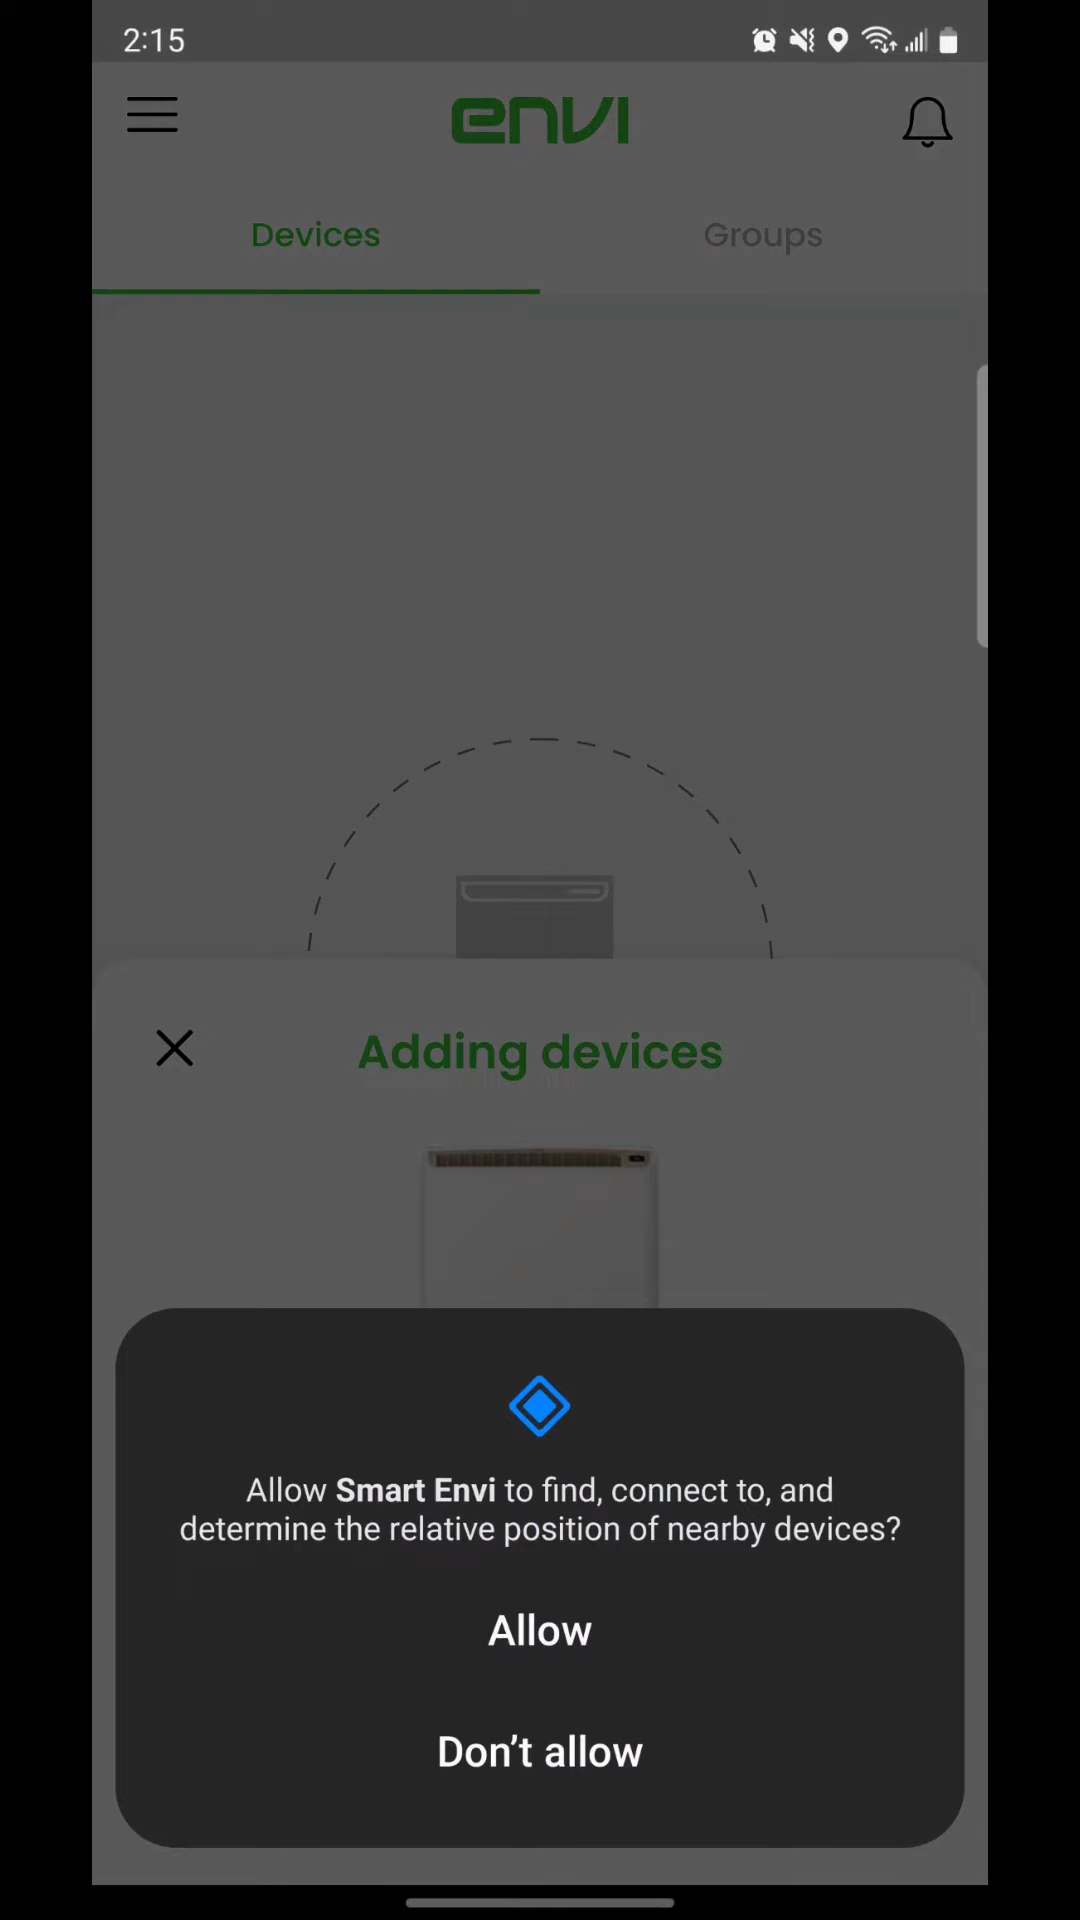 2:15
envi
Devices
Groups
Adding devices
Allow Smart Envi to find, connect to, and
determine the relative position of nearby devices?
Allow
Don’t allow